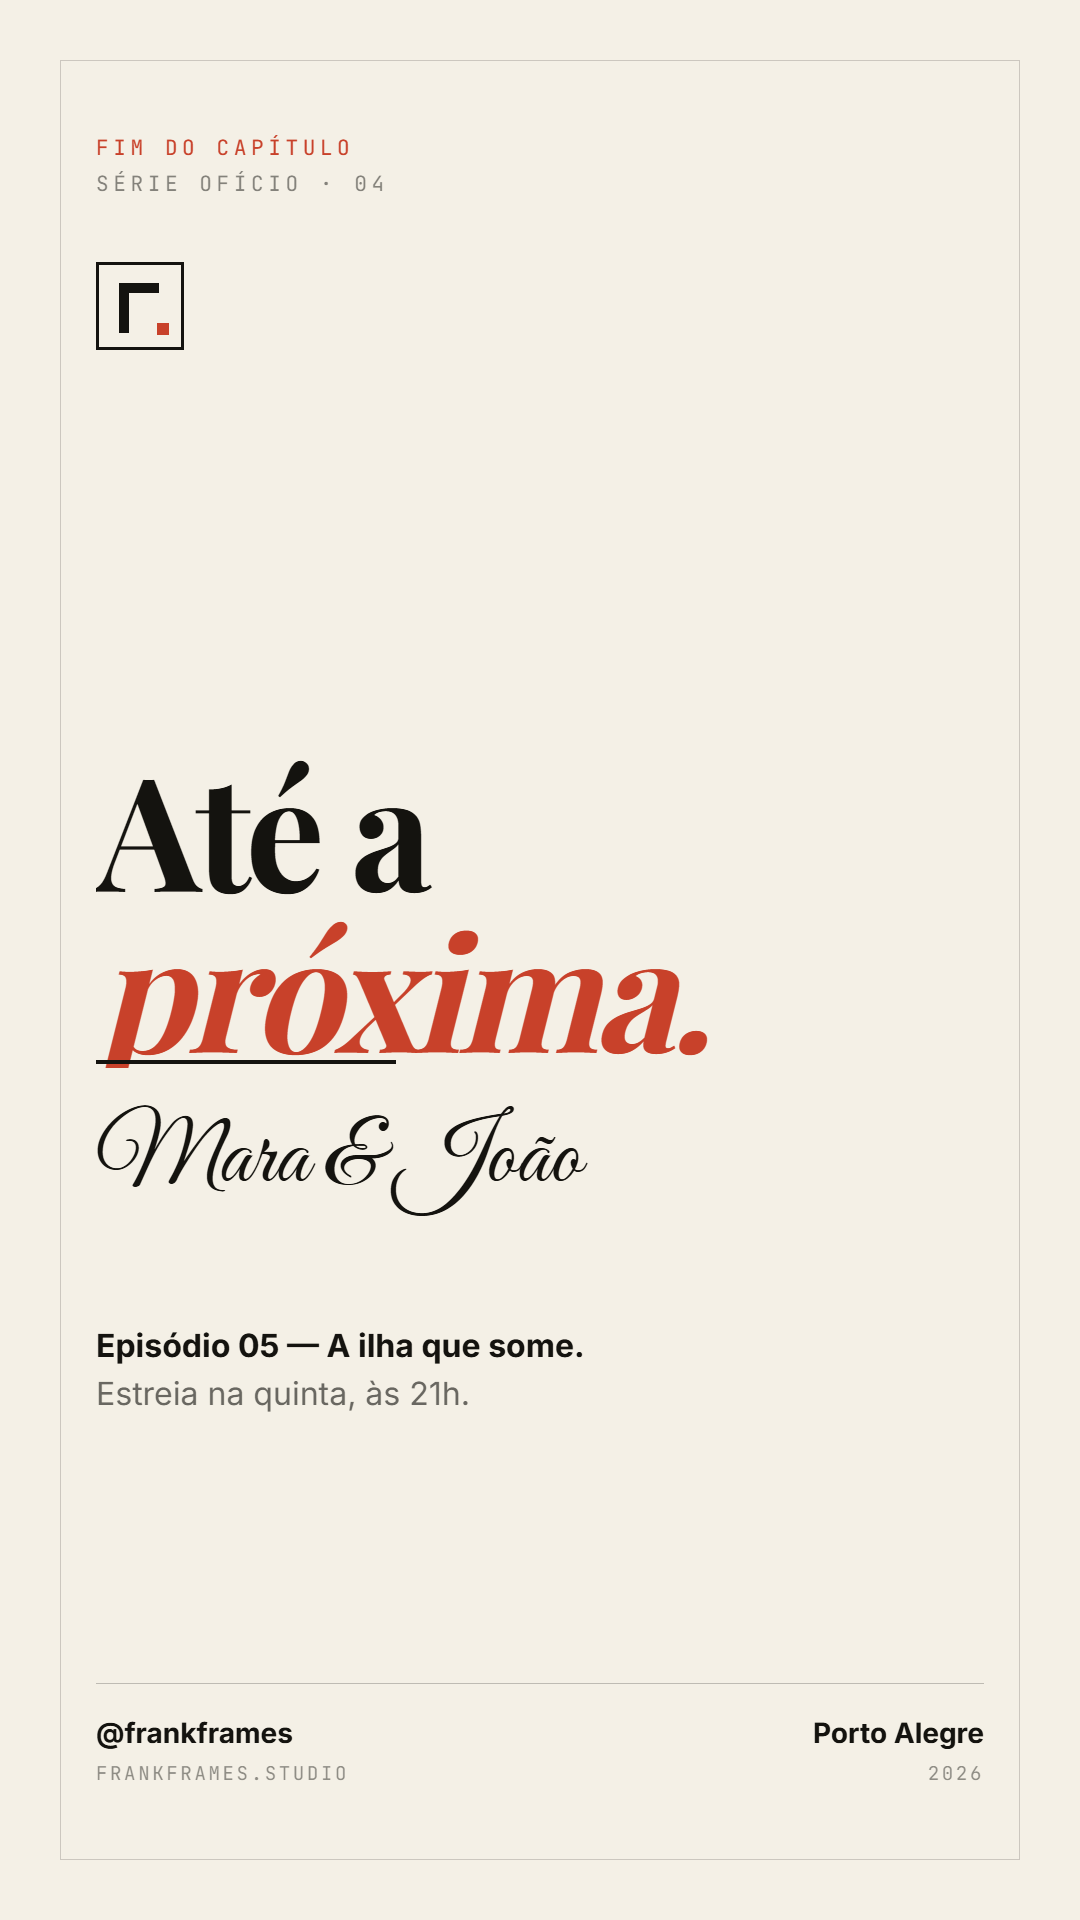 FIM DO CAPÍTULO
SÉRIE OFÍCIO · 04
Até a
próxima.
Mara & João
Episódio 05 — A ilha que some.
Estreia na quinta, às 21h.
@frankframes
FRANKFRAMES.STUDIO
Porto Alegre
2026